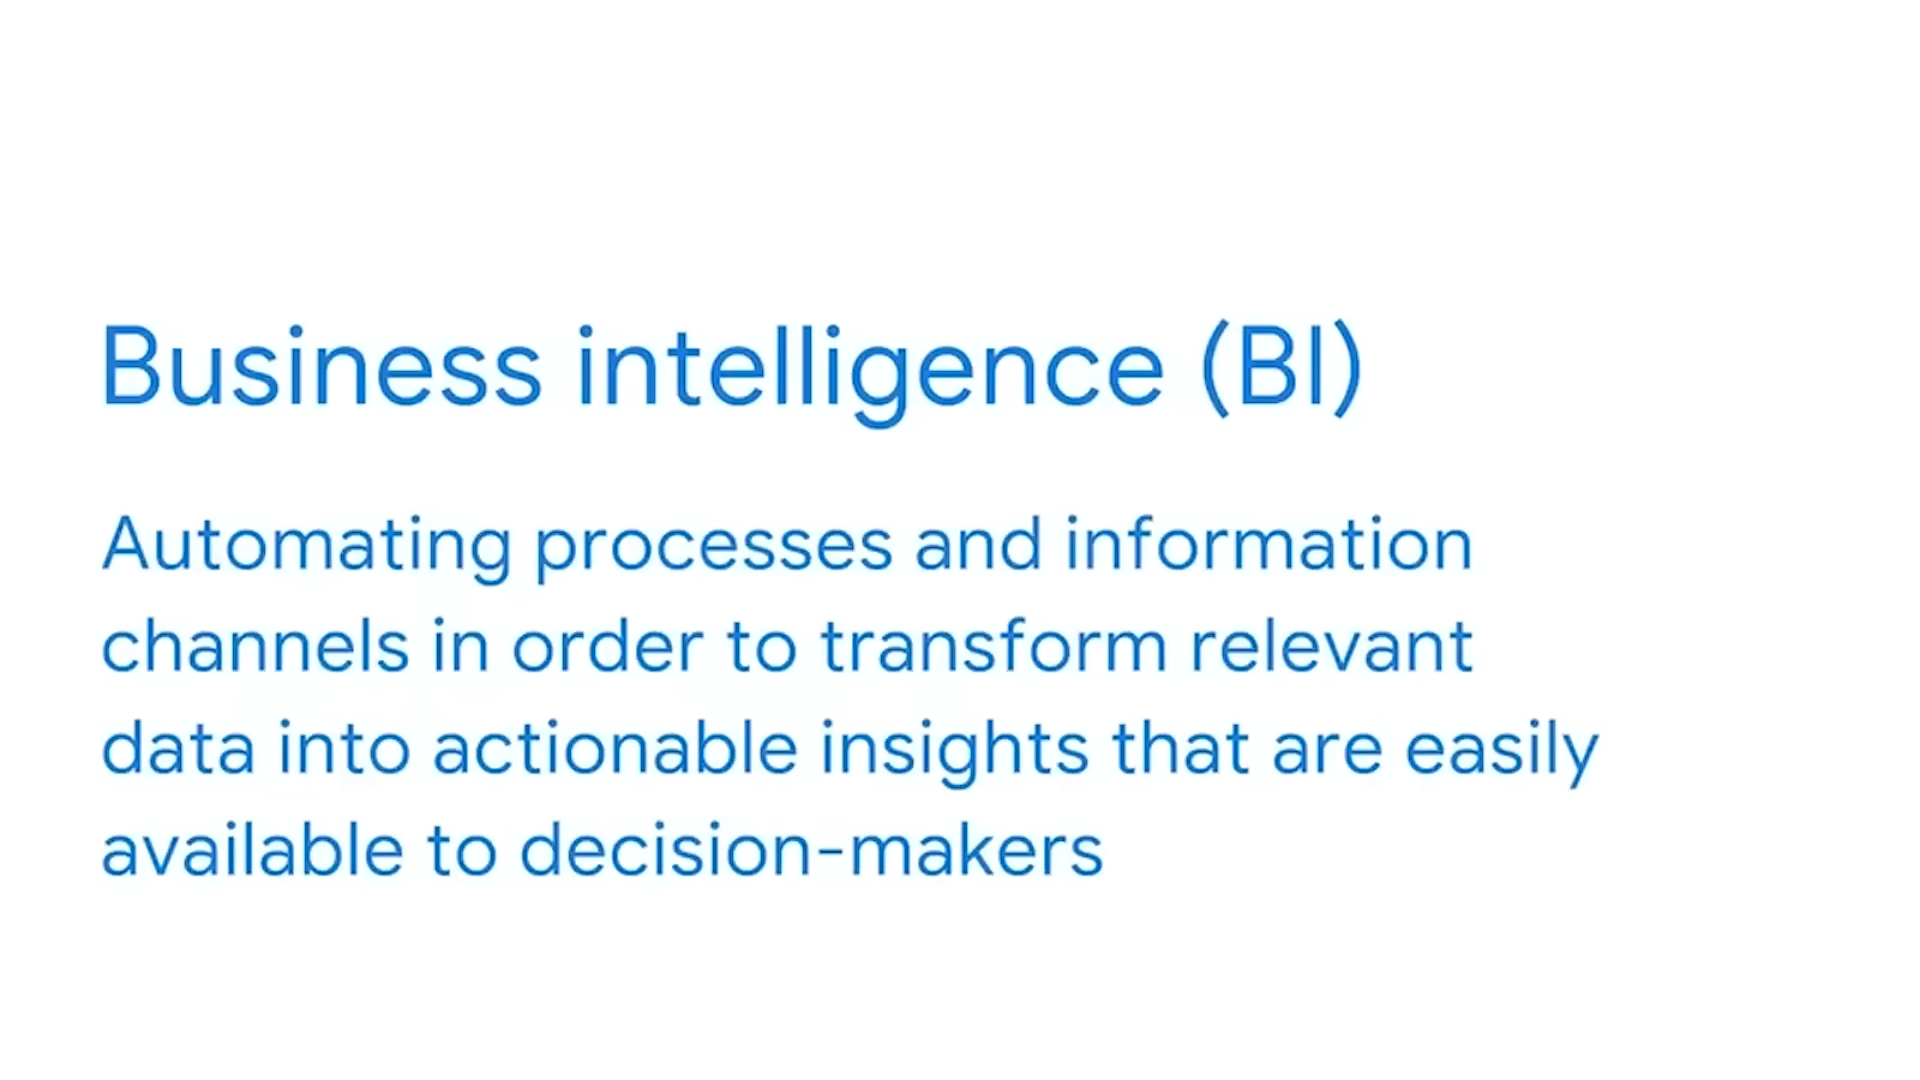 Business intelligence (BI)
Automating processes and information
channels in order to transform relevant
data into actionable insights that are easily
available to decision-makers